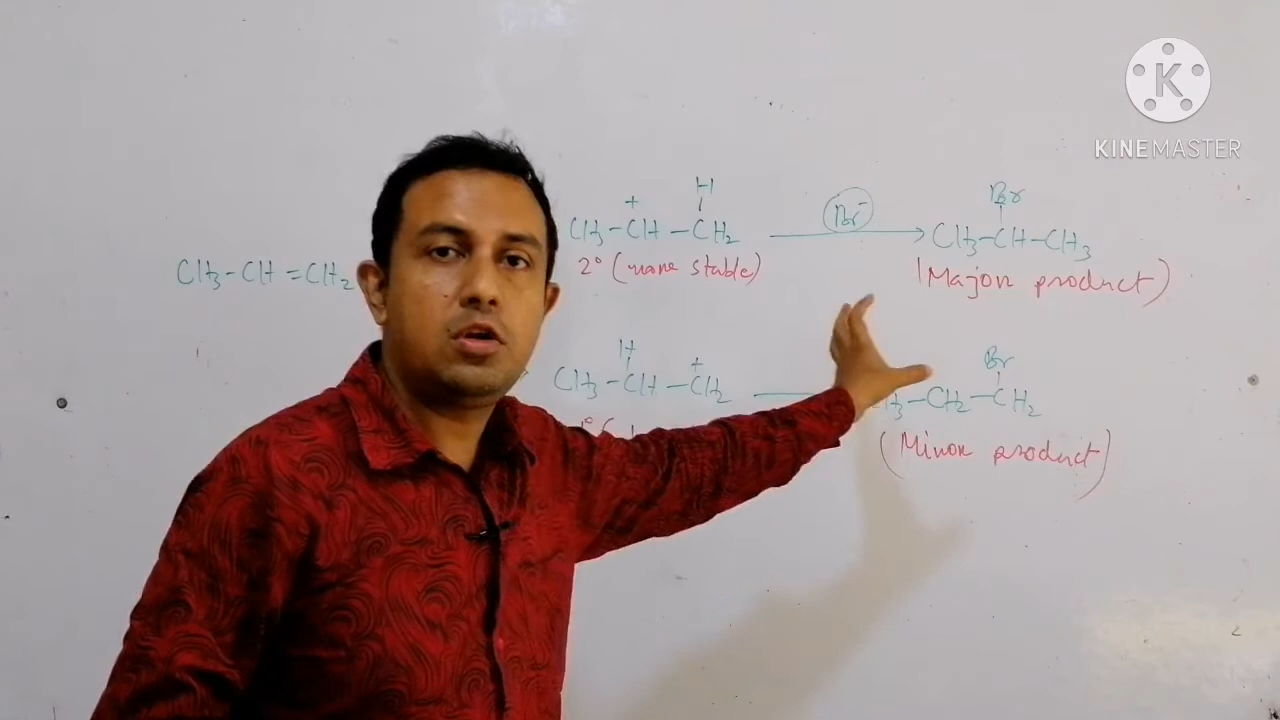 KINEMASTER
H
+
CH₃-CH-CH₂
Br⁻
Br
CH₃-CH-CH₃
2° (more stable)
(Major product)
CH₃-CH=CH₂
H
+
CH₃-CH-CH₂
Br
CH₂-CH₂
(Minor product)